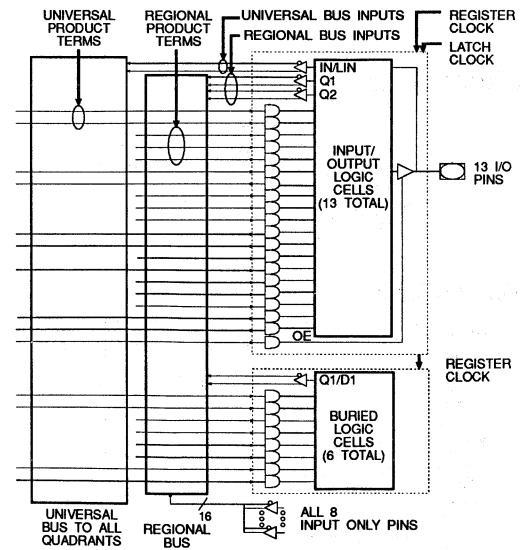 UNIVERSAL
PRODUCT
TERMS
REGIONAL
PRODUCT
TERMS
UNIVERSAL BUS INPUTS
REGIONAL BUS INPUTS
REGISTER
CLOCK
LATCH
CLOCK
IN/LIN
Q1
Q2
INPUT/
OUTPUT
LOGIC
CELLS
(13 TOTAL)
13 I/O
PINS
OE
REGISTER
CLOCK
Q1/D1
BURIED
LOGIC
CELLS
(6 TOTAL)
UNIVERSAL
BUS TO ALL
QUADRANTS
REGIONAL
BUS
16
ALL 8
INPUT ONLY PINS